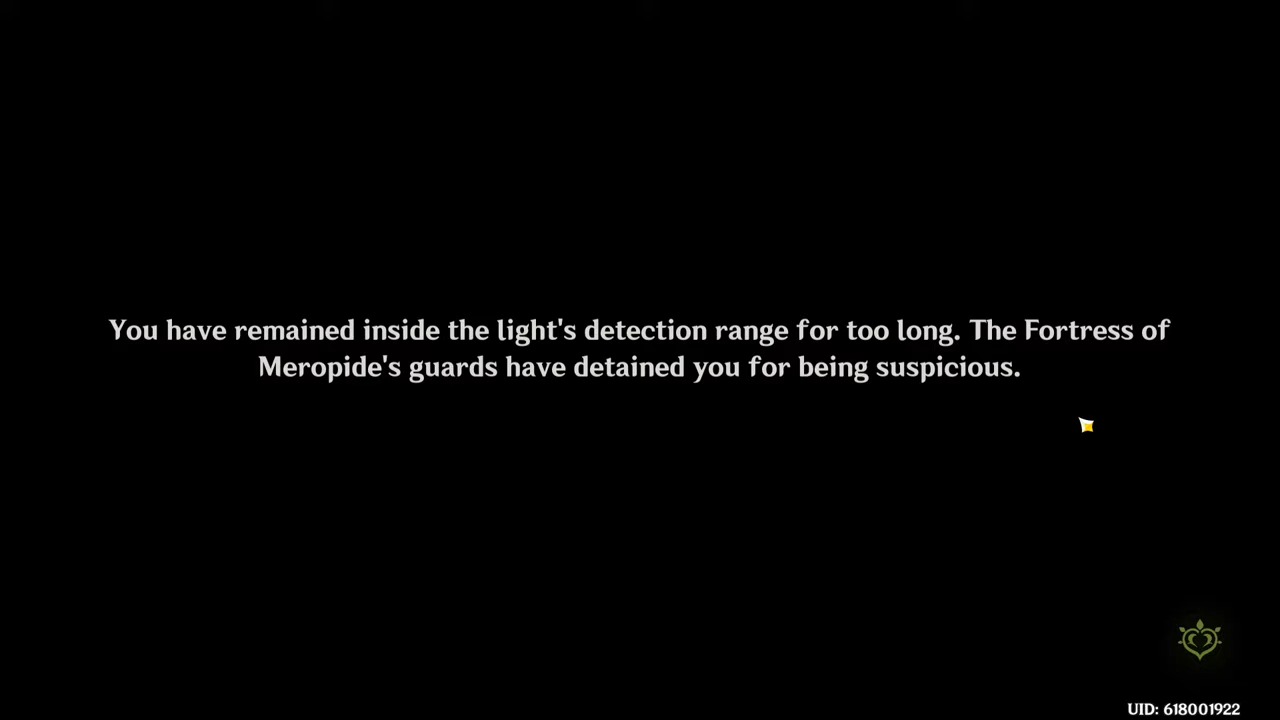 You have remained inside the light's detection range for too long. The Fortress of
Meropide's guards have detained you for being suspicious.
UID: 618001922